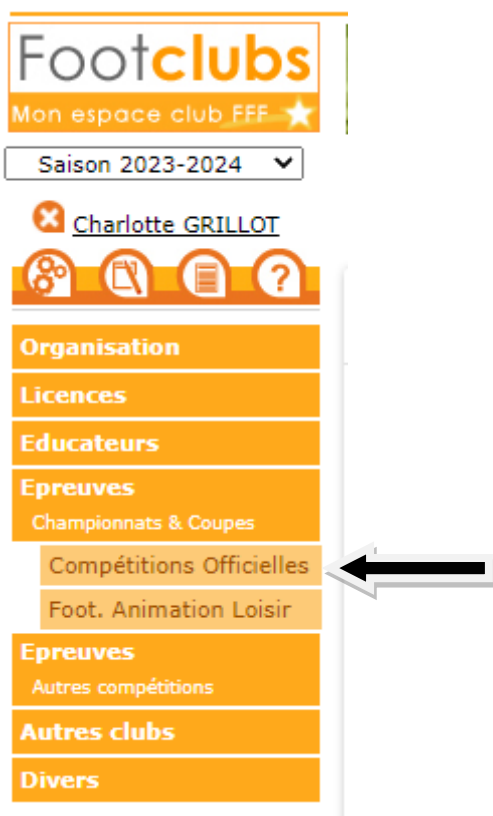 Footclubs
Mon espace club FFF
Saison 2023-2024
Charlotte GRILLOT
?
Organisation
Licences
Educateurs
Epreuves
Championnats & Coupes
Compétitions Officielles
Foot. Animation Loisir
Epreuves
Autres compétitions
Autres clubs
Divers